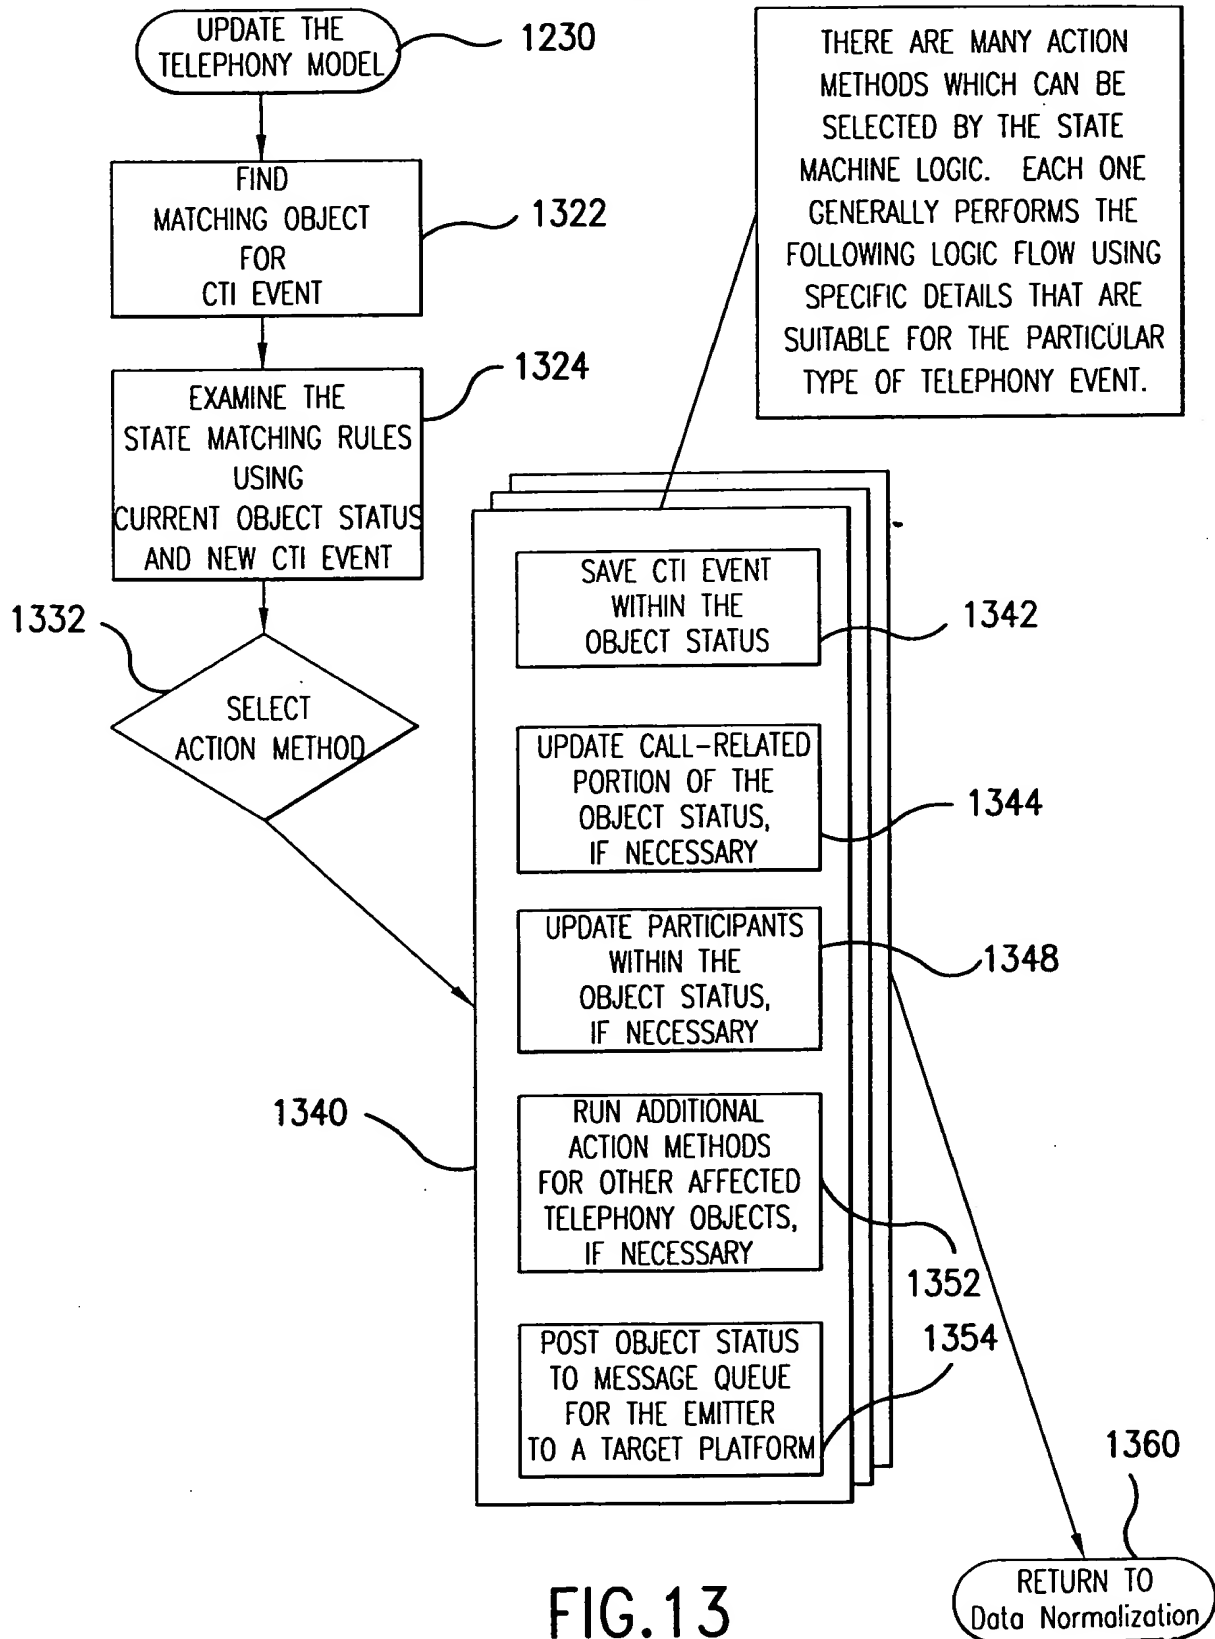 UPDATE THE
TELEPHONY MODEL
1230
FIND
MATCHING OBJECT
FOR
CTI EVENT
1322
EXAMINE THE
STATE MATCHING RULES
USING
CURRENT OBJECT STATUS
AND NEW CTI EVENT
1324
1332
SELECT
ACTION METHOD
THERE ARE MANY ACTION
METHODS WHICH CAN BE
SELECTED BY THE STATE
MACHINE LOGIC. EACH ONE
GENERALLY PERFORMS THE
FOLLOWING LOGIC FLOW USING
SPECIFIC DETAILS THAT ARE
SUITABLE FOR THE PARTICULAR
TYPE OF TELEPHONY EVENT.
SAVE CTI EVENT
WITHIN THE
OBJECT STATUS
1342
UPDATE CALL-RELATED
PORTION OF THE
OBJECT STATUS,
IF NECESSARY
1344
UPDATE PARTICIPANTS
WITHIN THE
OBJECT STATUS,
IF NECESSARY
1348
1340
RUN ADDITIONAL
ACTION METHODS
FOR OTHER AFFECTED
TELEPHONY OBJECTS,
IF NECESSARY
1352
POST OBJECT STATUS
TO MESSAGE QUEUE
FOR THE EMITTER
TO A TARGET PLATFORM
1354
1360
RETURN TO
Data Normalization
FIG.13